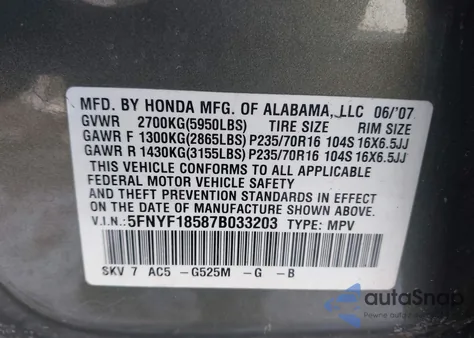 MFD. BY HONDA MFG. OF ALABAMA, LLC 06/'07
GVWR 2700KG(5950LBS) TIRE SIZE RIM SIZE
GAWR F 1300KG(2865LBS) P235/70R16 104S 16X6.5JJ
GAWR R 1430KG(3155LBS) P235/70R16 104S 16X6.5JJ
THIS VEHICLE CONFORMS TO ALL APPLICABLE
FEDERAL MOTOR VEHICLE SAFETY
AND THEFT PREVENTION STANDARDS IN EFFECT
ON THE DATE OF MANUFACTURE SHOWN ABOVE.
V.I.N.:5FNYF18587B033203 TYPE: MPV
SKV 7 AC5 -G525M -G -B
autoSnap